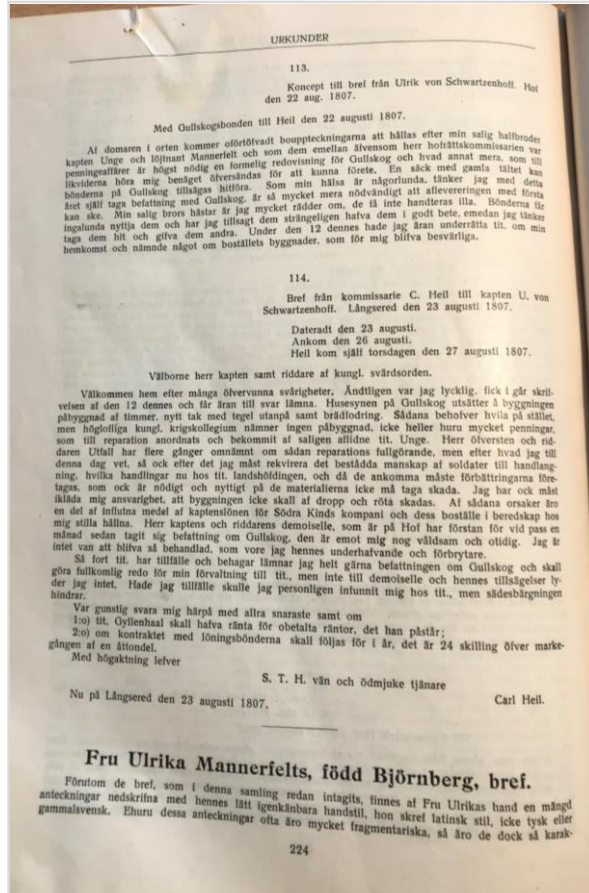 URKUNDER
113.
Koncept till bref från Ulrik von Schwartzenhoff. Hof
den 22 aug. 1807.
Med Gullskogsbonden till Heil den 22 augusti 1807.
Af domaren i orten kommer oförtöfvadt bouppteckningarna att hållas efter min salig halfbroder
kapten Unge och löjtnant Mannerfelt och som dem emellan äfvensom herr hofrättskommissarien var
penningeaffärer är högst nödig en formelig redovisning för Gullskog och hvad annat mera, som till
likviderna höra mig benäget öfversändas för att kunna förete. En säck med gamla tältet kan
bönderna på Gullskog tillsägas hitföra. Som min hälsa är någorlunda, tänker jag med detta
året själf taga befattning med Gullskog, är så mycket mera nödvändigt att aflevereringen med första
kan ske. Min salig brors hästar är jag mycket rädder om, de få inte handteras illa. Bönderna får
ingalunda nyttja dem och har jag tillsagt dem strängeligen hafva dem i godt bete, emedan jag tänker
taga dem hit och gifva dem andra. Under den 12 dennes hade jag äran underrätta tit. om min
hemkomst och nämnde något om boställets byggnader, som för mig blifva besvärliga.
114.
Bref från kommissarie C. Heil till kapten U. von
Schwartzenhoff. Långsered den 23 augusti 1807.
Dateradt den 23 augusti.
Ankom den 26 augusti.
Heil kom själf torsdagen den 27 augusti 1807.
Välborne herr kapten samt riddare af kungl. svärdsorden.
Välkommen hem efter många öfvervunna svårigheter. Ändtligen var jag lycklig, fick i går skril-
velsen af den 12 dennes och får äran till svar lämna. Husesynen på Gullskog utsätter å byggningen
påbyggnad af timmer, nytt tak med tegel utanpå samt brädfodring. Sådana behofver hvila på stället,
men höglofliga kungl. krigskollegium nämner ingen påbyggnad, icke heller huru mycket penningar,
som till reparation anordnats och bekommit af saligen aflidne tit. Unge. Herr öfversten och rid-
daren Utfall har flere gånger omnämnt om sådan reparations fullgörande, men efter hvad jag till
denna dag vet, så ock efter det jag måst rekvirera det bestådda manskap af soldater till handlang-
ning, hvilka handlingar nu hos tit. landshöfdingen, och då de ankomma måste förbättringarna före-
tagas, som ock är nödigt och nyttigt på de materialierna icke må taga skada. Jag har ock måst
ikläda mig ansvarighet, att byggningen icke skall af dropp och röta skadas. Af sådana orsaker äro
en del af influtna medel af kaptenslönen för Södra Kinds kompani och dess boställe i beredskap hos
mig stilla hållna. Herr kaptens och riddarens demoiselle, som är på Hof har förstan för vid pass en
månad sedan tagit sig befattning om Gullskog, den är emot mig nog våldsam och otidig. Jag är
intet van att blifva så behandlad, som vore jag hennes underhafvande och förbrytare.
Så fort tit. har tillfälle och behagar lämnar jag helt gärna befattningen om Gullskog och skall
göra fullkomlig redo för min förvaltning till tit., men inte till demoiselle och hennes tillsägelser ly-
der jag intet. Hade jag tillfälle skulle jag personligen infunnit mig hos tit., men sädesbärgningen
hindrar.
Var gunstig svara mig härpå med allra snaraste samt om
1:o) tit. Gyllenhaal skall hafva ränta för obetalta räntor, det han påstår;
2:o) om kontraktet med löningsbönderna skall följas för i år, det är 24 skilling öfver marke-
gången af en åttondel.
Med högaktning lefver
S. T. H. vän och ödmjuke tjänare
Nu på Långsered den 23 augusti 1807.
Carl Heil.
Fru Ulrika Mannerfelts, född Björnberg, bref.
Förutom de bref, som i denna samling redan intagits, finnes af Fru Ulrikas hand en mängd
anteckningar nedskrifna med hennes lätt igenkänbara handstil, hon skref latinsk stil, icke tysk eller
gammalsvensk. Ehuru dessa anteckningar ofta äro mycket fragmentariska, så äro de dock så karak-
224